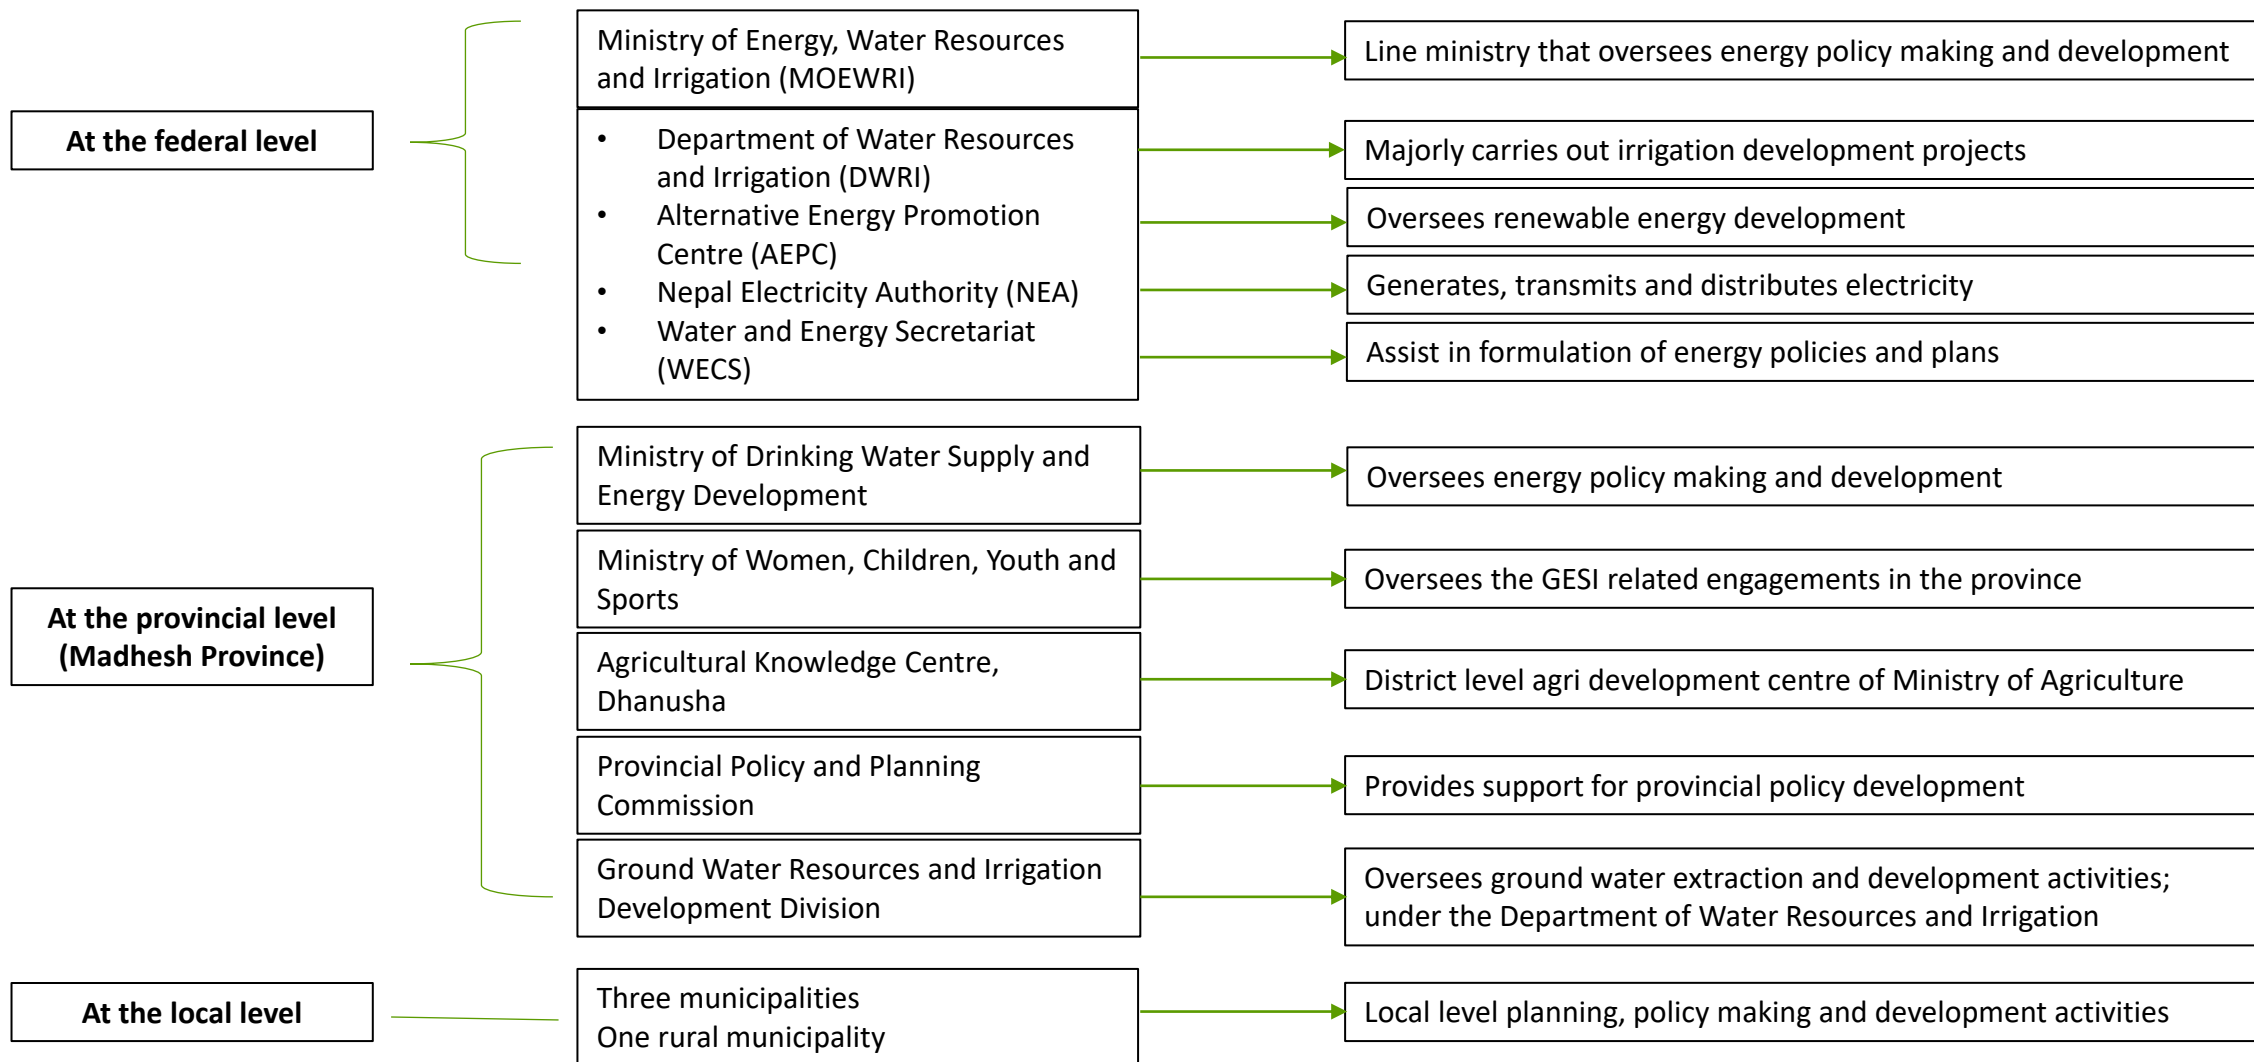 Ministry of Energy, Water Resources
and Irrigation (MOEWRI)
Line ministry that oversees energy policy making and development
At the federal level
• Department of Water Resources
and Irrigation (DWRI)
• Alternative Energy Promotion
Centre (AEPC)
• Nepal Electricity Authority (NEA)
• Water and Energy Secretariat
(WECS)
Majorly carries out irrigation development projects
Oversees renewable energy development
Generates, transmits and distributes electricity
Assist in formulation of energy policies and plans
At the provincial level
(Madhesh Province)
Ministry of Drinking Water Supply and
Energy Development
Oversees energy policy making and development
Ministry of Women, Children, Youth and
Sports
Oversees the GESI related engagements in the province
Agricultural Knowledge Centre,
Dhanusha
District level agri development centre of Ministry of Agriculture
Provincial Policy and Planning
Commission
Provides support for provincial policy development
Ground Water Resources and Irrigation
Development Division
Oversees ground water extraction and development activities;
under the Department of Water Resources and Irrigation
At the local level
Three municipalities
One rural municipality
Local level planning, policy making and development activities